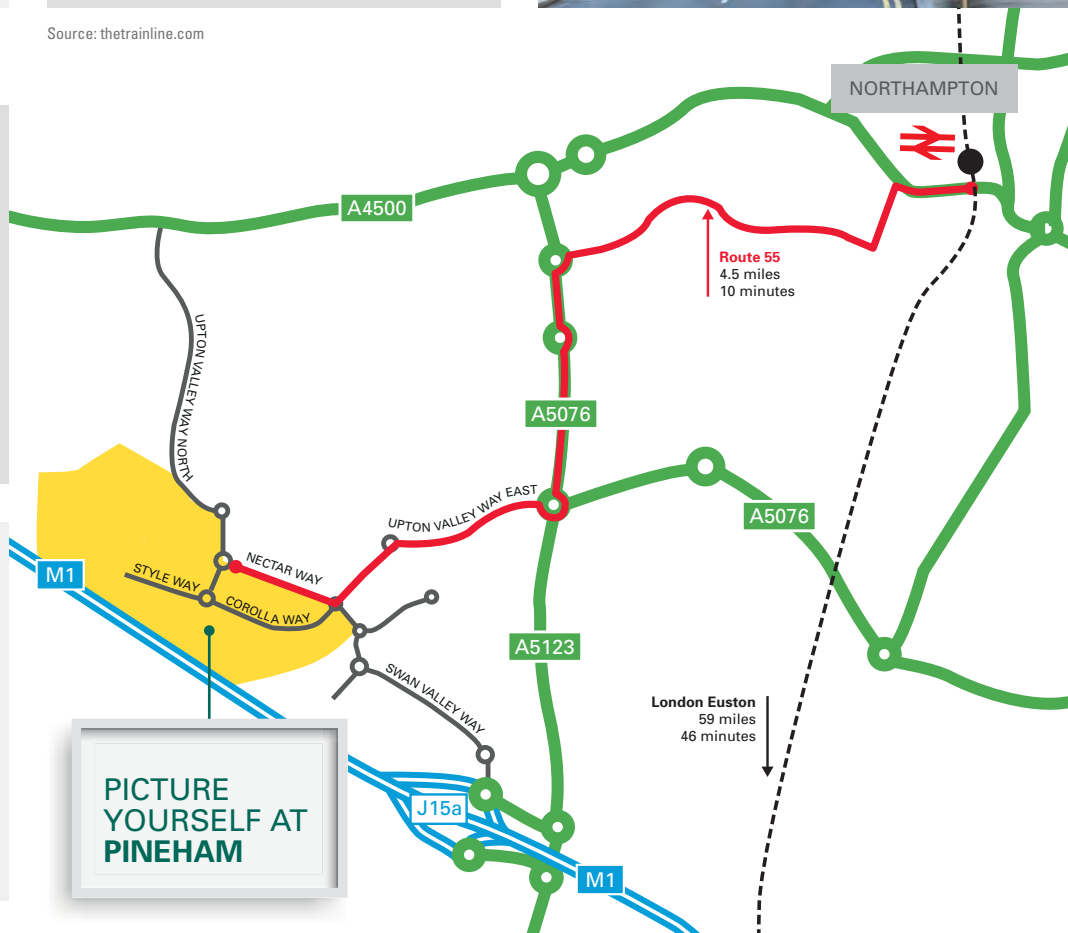 Source: thetrainline.com
NORTHAMPTON
A4500
Route 55
4.5 miles
10 minutes
UPTON VALLEY WAY NORTH
A5076
UPTON VALLEY WAY EAST
A5076
M1
NECTAR WAY
STYLE WAY
COROLLA WAY
A5123
SWAN VALLEY WAY
London Euston
59 miles
46 minutes
PICTURE
YOURSELF AT
PINEHAM
J15a
M1